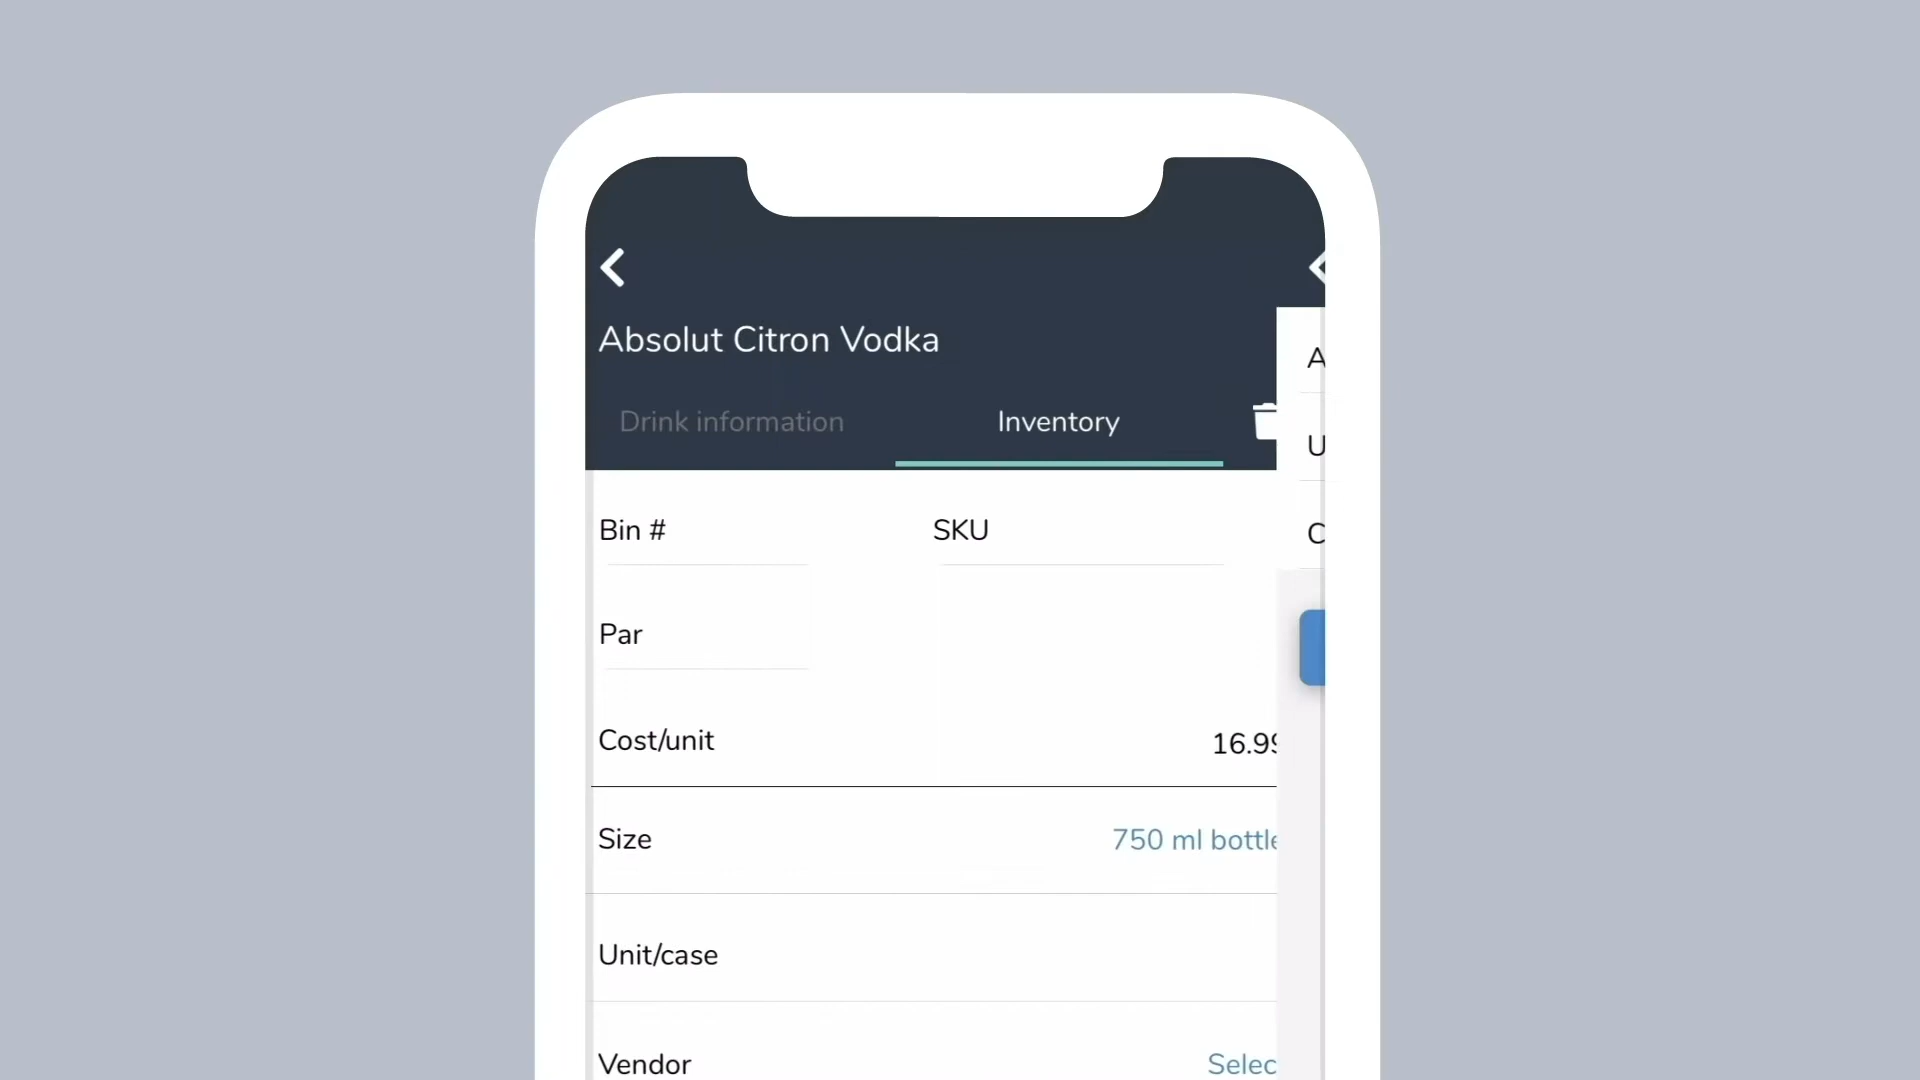 Absolut Citron Vodka
Drink information Inventory
Bin # SKU
Par
Cost/unit 16.99
Size 750 ml bottle
Unit/case
Vendor Selec
A
U
C